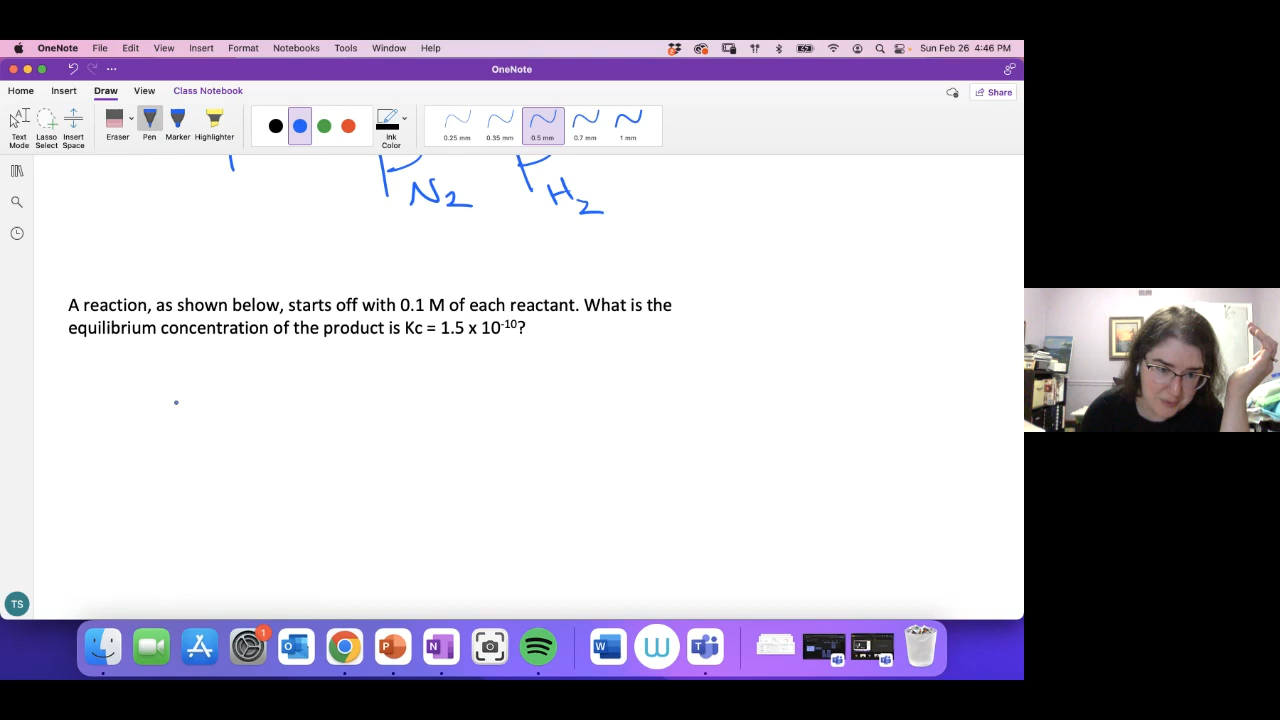 OneNote File Edit View Insert Format Notebooks Tools Window Help Sun Feb 26 4:46 PM
OneNote
Home Insert Draw View Class Notebook Share
Text Mode Lasso Select Insert Space Eraser Pen Marker Highlighter Ink Color 0.25 mm 0.35 mm 0.5 mm 0.7 mm 1 mm
P N2 P H2
A reaction, as shown below, starts off with 0.1 M of each reactant. What is the
equilibrium concentration of the product is Kc = 1.5 x 10-10?
TS
1